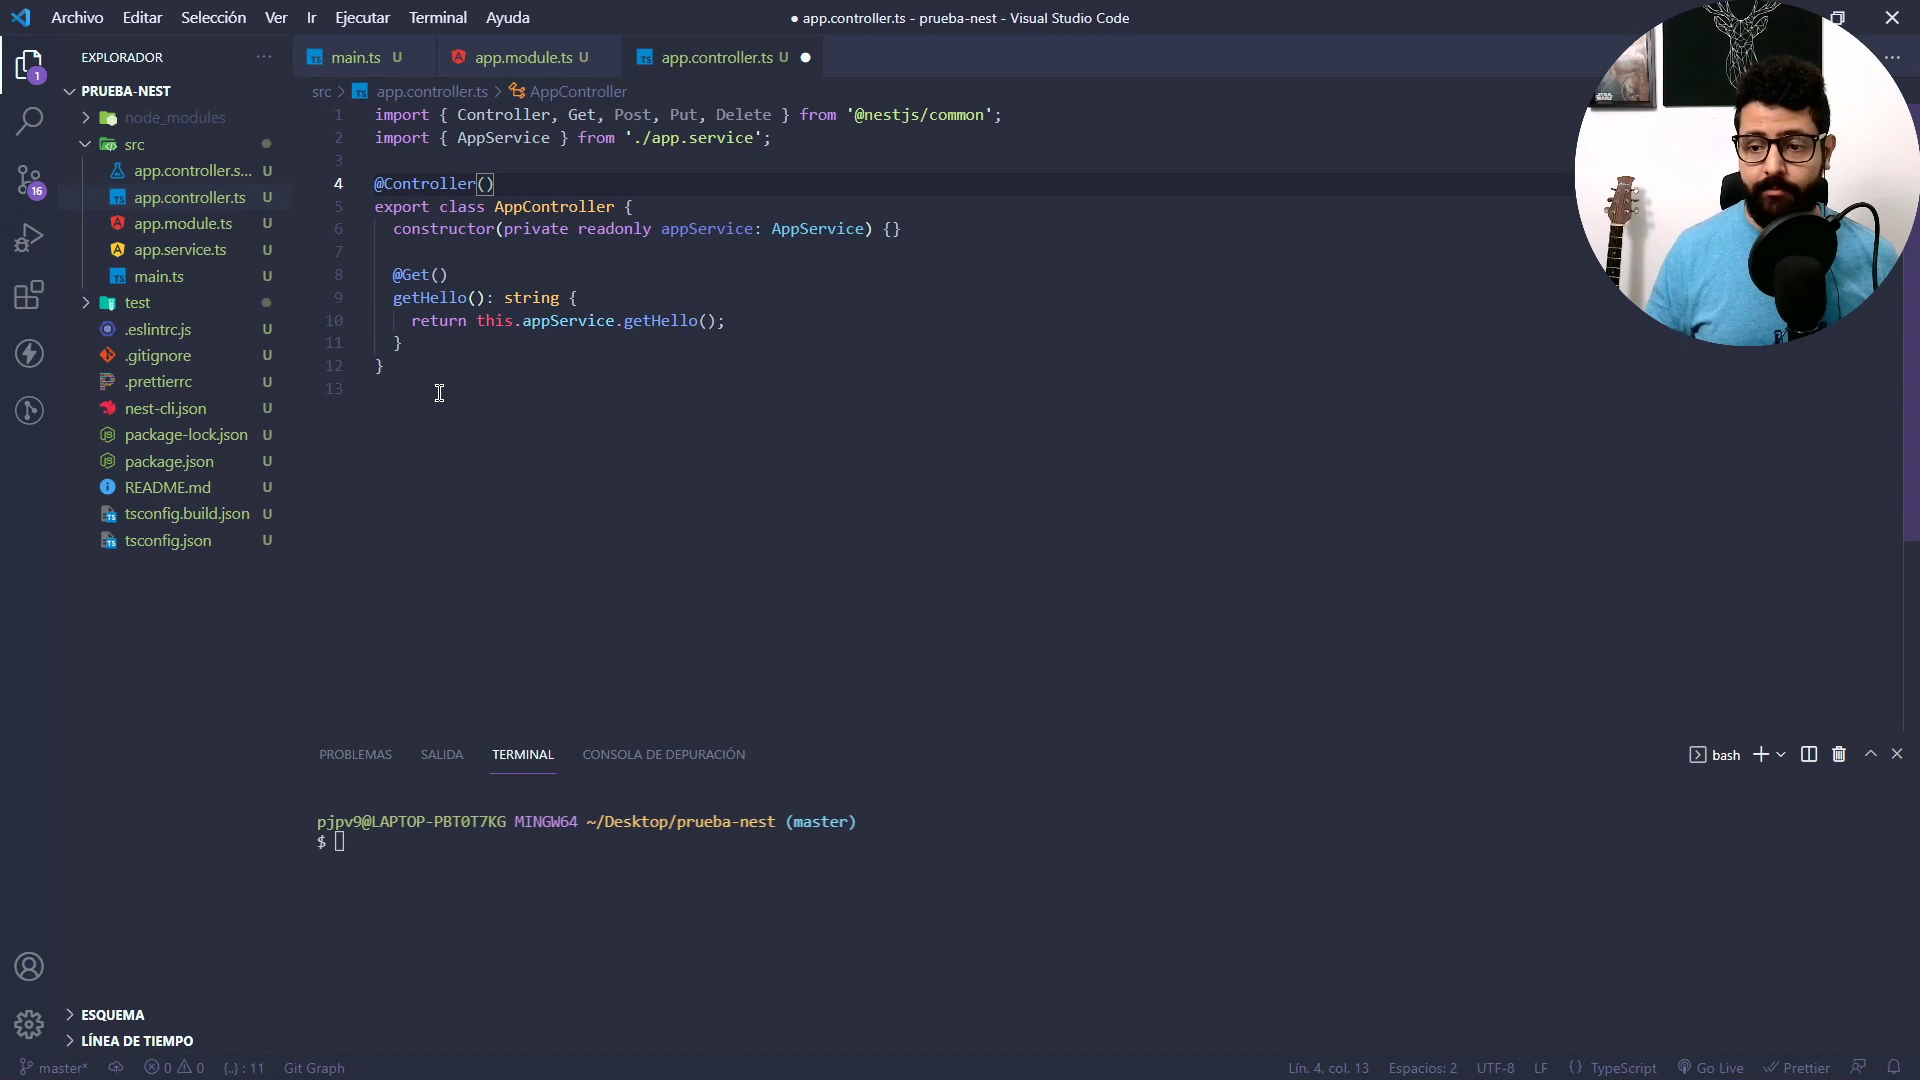 Archivo Editar Selección Ver Ir Ejecutar Terminal Ayuda
● app.controller.ts - prueba-nest - Visual Studio Code
EXPLORADOR ···
main.ts U
app.module.ts U
app.controller.ts U ●
1
PRUEBA-NEST
node_modules
src
app.controller.s... U
app.controller.ts U
app.module.ts U
app.service.ts U
main.ts U
test
.eslintrc.js U
.gitignore U
.prettierrc U
nest-cli.json U
package-lock.json U
package.json U
README.md U
tsconfig.build.json U
tsconfig.json U
16
src > app.controller.ts > AppController
1 import { Controller, Get, Post, Put, Delete } from '@nestjs/common';
2 import { AppService } from './app.service';
3
4 @Controller()
5 export class AppController {
6 constructor(private readonly appService: AppService) {}
7
8 @Get()
9 getHello(): string {
10 return this.appService.getHello();
11 }
12 }
13
PROBLEMAS SALIDA TERMINAL CONSOLA DE DEPURACIÓN
bash
pjpv9@LAPTOP-PBT0T7KG MINGW64 ~/Desktop/prueba-nest (master)
$
ESQUEMA
LÍNEA DE TIEMPO
master* 0 0 {..} : 11 Git Graph
Lín. 4, col. 13 Espacios: 2 UTF-8 LF { } TypeScript Go Live Prettier